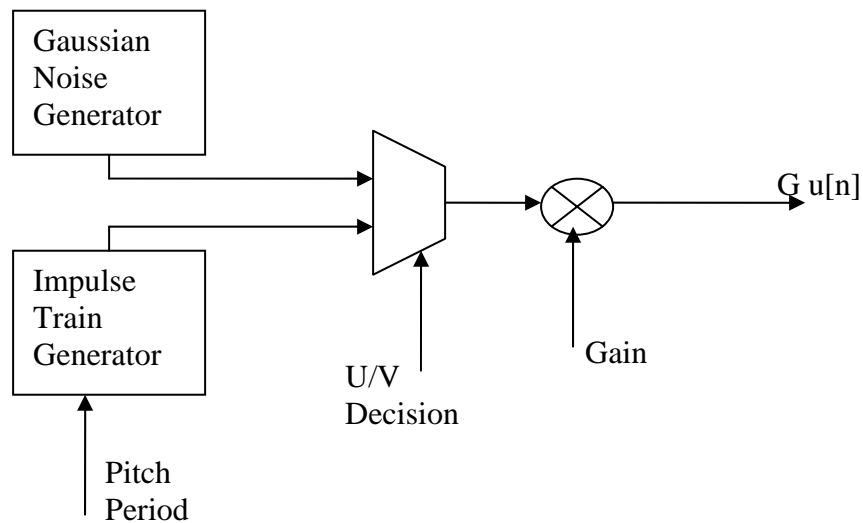 Gaussian
Noise
Generator
G u[n]
Impulse
Train
Generator
Gain
U/V
Decision
Pitch
Period